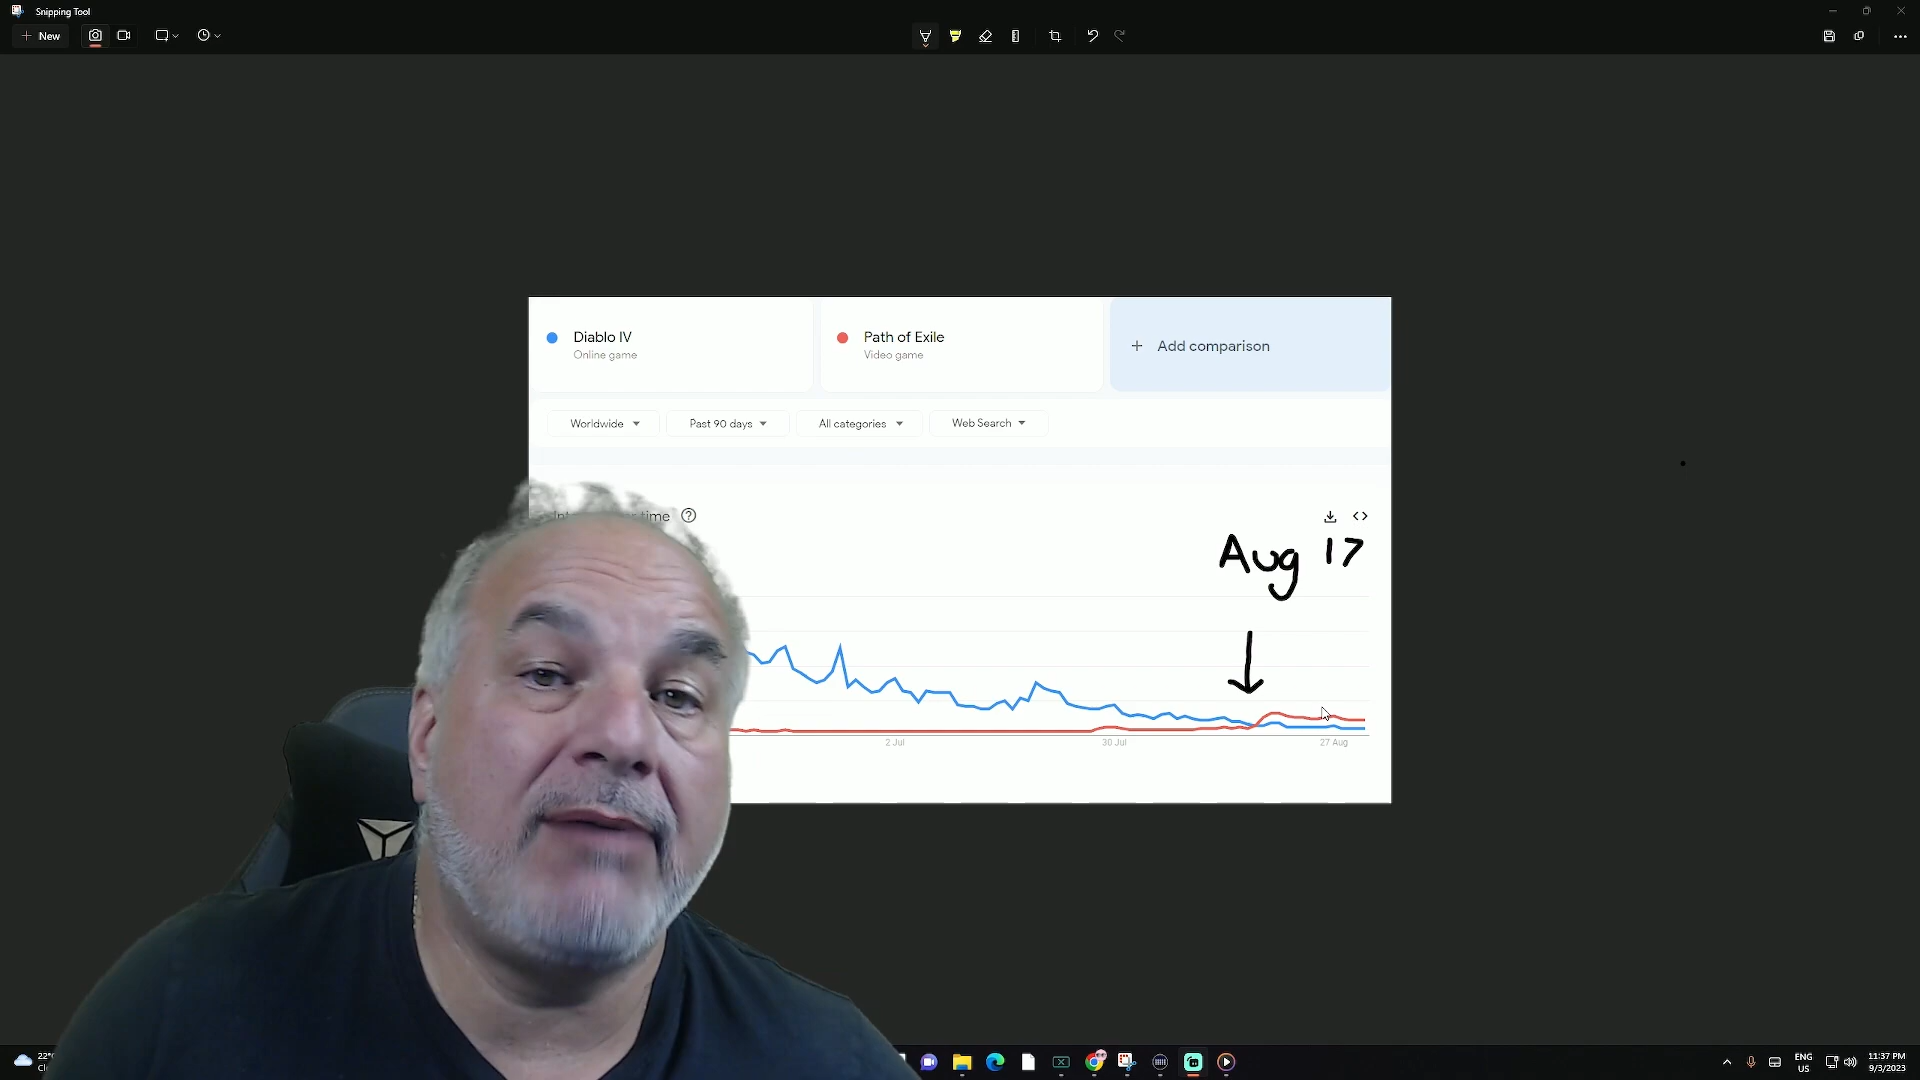 Snipping Tool
New
Diablo IV
Online game
Path of Exile
Video game
Add comparison
Worldwide
Past 90 days
All categories
Web Search
time
Aug 17
2 Jul
30 Jul
27 Aug
22°
ENG
US
11:37 PM
9/3/2023